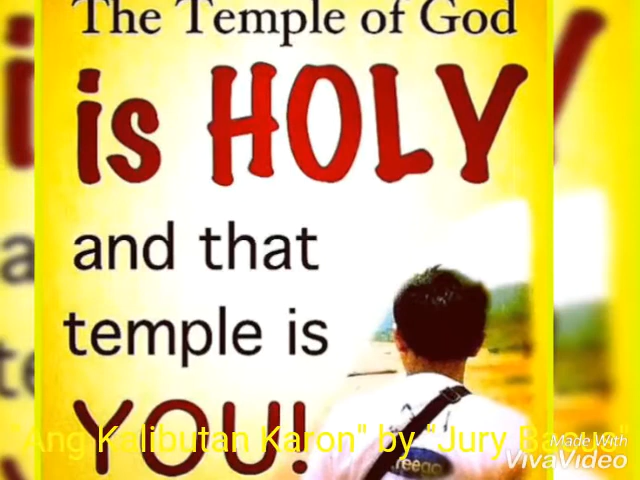 The Temple of God
is HOLY
and that
temple is
YOU!
"Ang Kalibutan Karon" by "Jury Bacus"
Made With
VivaVideo